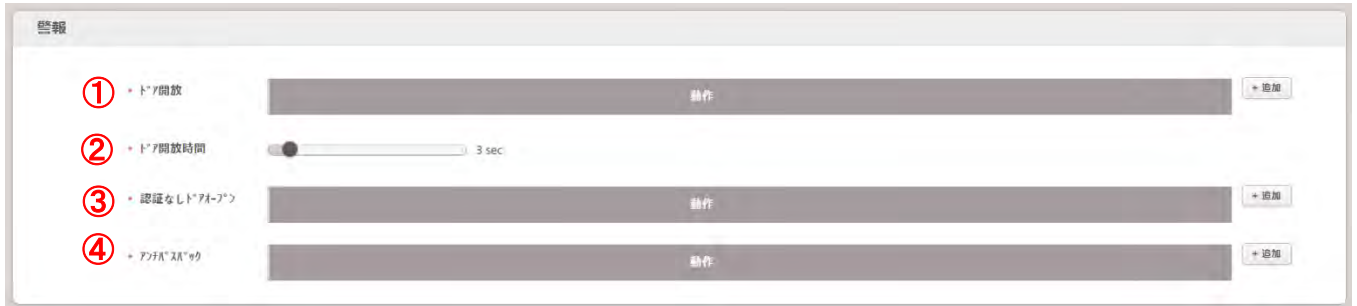 警報
① • ﾄﾞｱ開放 動作 + 追加
② • ﾄﾞｱ開放時間 3 sec
③ • 認証なしﾄﾞｱｵｰﾌﾟﾝ 動作 + 追加
④ • ｱﾝﾁﾊﾟｽﾊﾞｯｸ 動作 + 追加